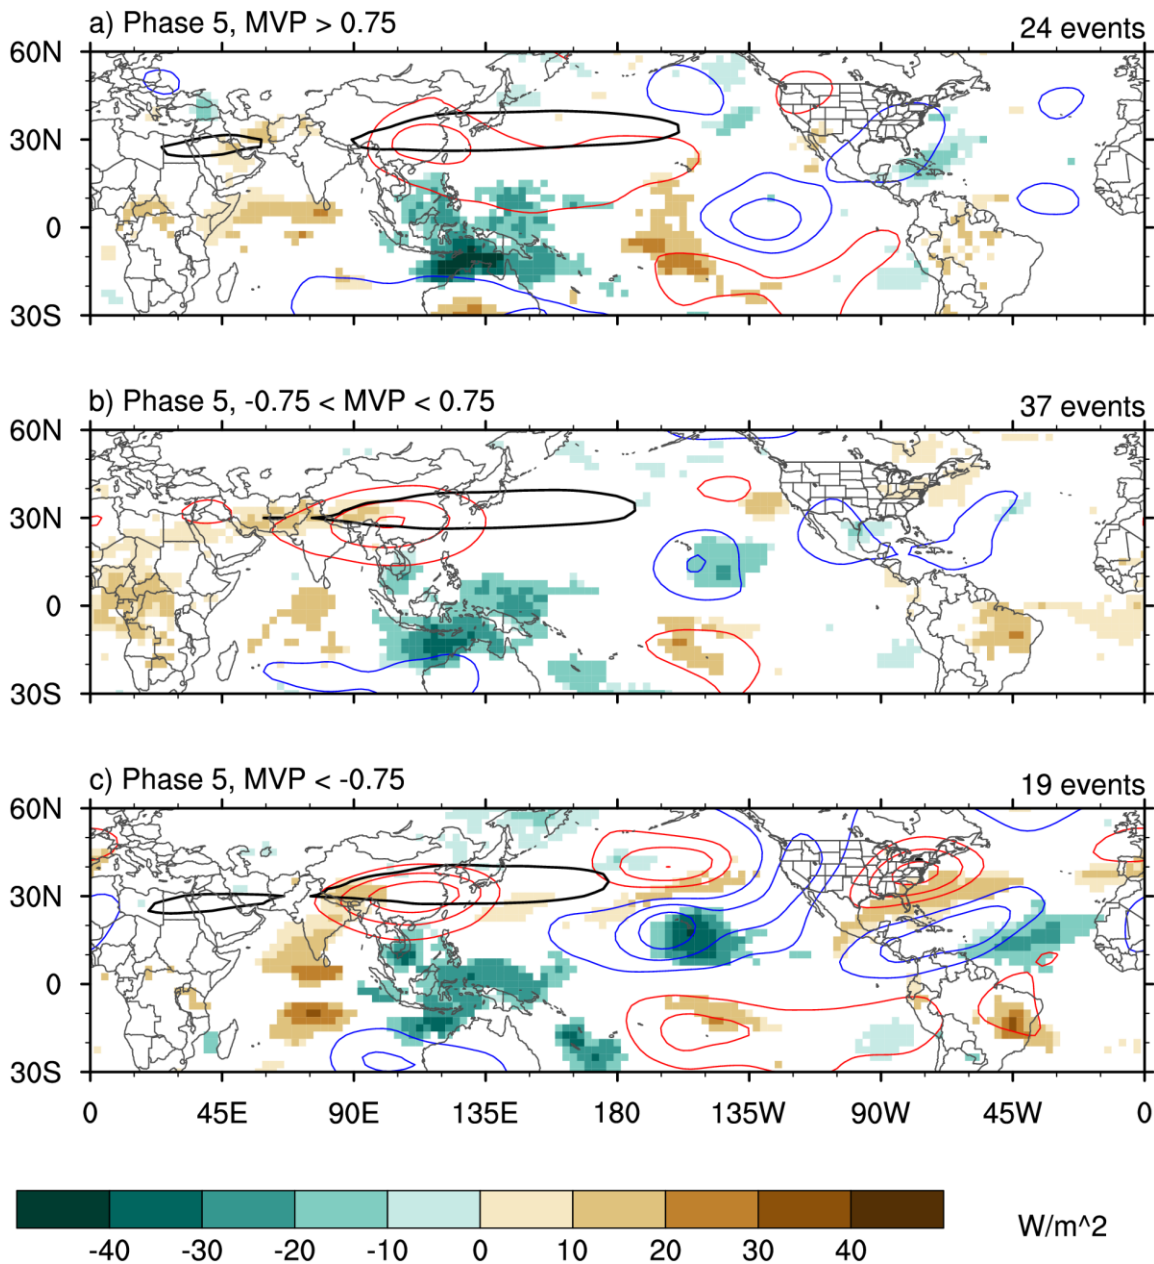 a) Phase 5, MVP > 0.75 24 events
60N
30N
0
30S
b) Phase 5, -0.75 < MVP < 0.75 37 events
60N
30N
0
30S
c) Phase 5, MVP < -0.75 19 events
60N
30N
0
30S
0 45E 90E 135E 180 135W 90W 45W 0
-40 -30 -20 -10 0 10 20 30 40 W/m^2